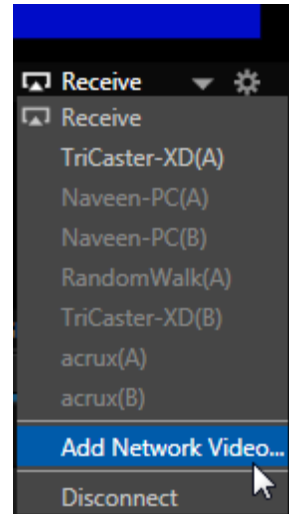 Receive
Receive
TriCaster-XD(A)
Naveen-PC(A)
Naveen-PC(B)
RandomWalk(A)
TriCaster-XD(B)
acrux(A)
acrux(B)
Add Network Video...
Disconnect